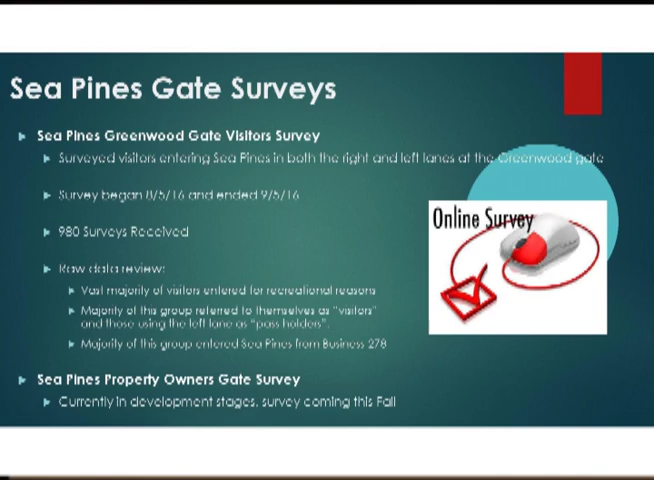 Sea Pines Gate Surveys
Sea Pines Greenwood Gate Visitors Survey
Surveyed visitors entering Sea Pines in both the right and left lanes at the Greenwood gate
Survey began 8/5/16 and ended 9/5/16
980 Surveys Received
Online Survey
Raw data review:
Vast majority of visitors entered for recreational reasons
Majority of this group referred to themselves as "visitors"
and those using the left lane as "pass holders".
Majority of this group entered Sea Pines from Business 278
Sea Pines Property Owners Gate Survey
Currently in development stages, survey coming this Fall